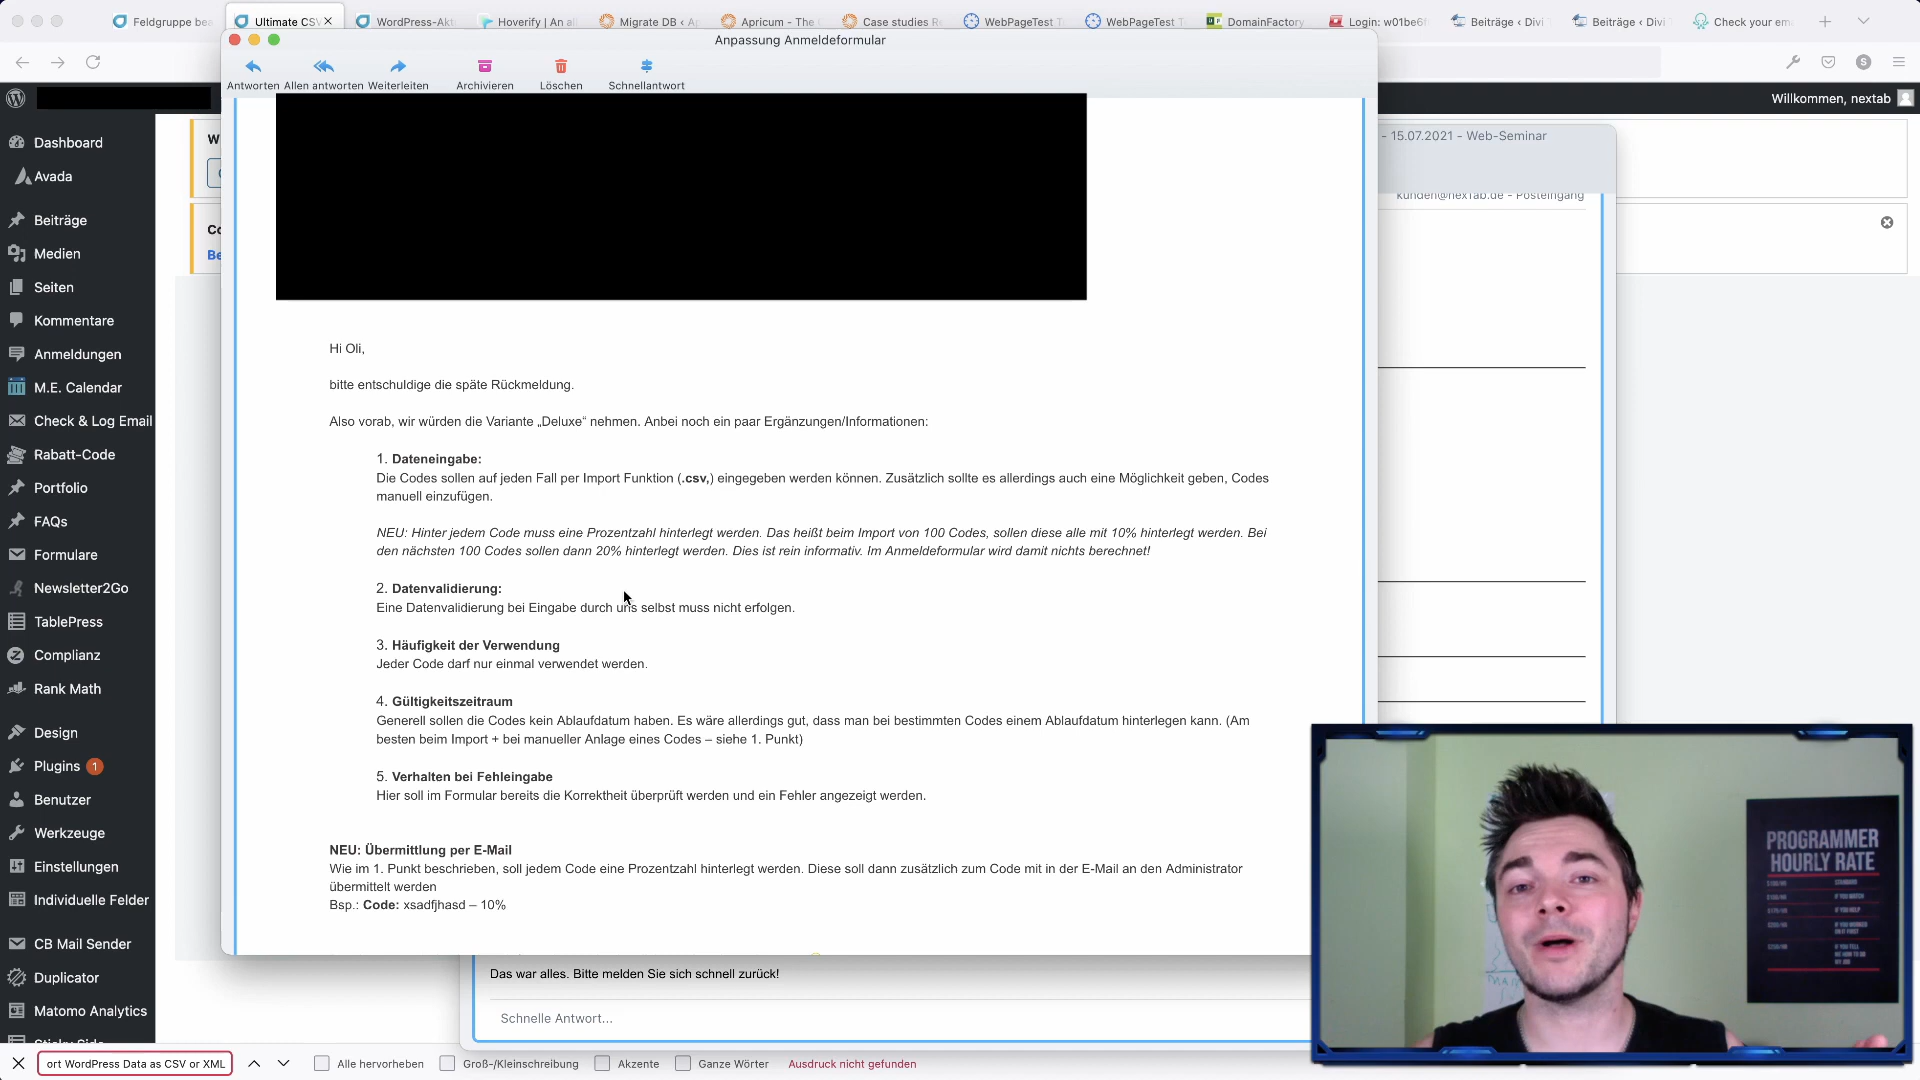 Feldgruppe bea
Ultimate CSV
WordPress-Akt
Hoverify | An al
Migrate DB ‹ Ap
Apricum - The
Case studies R
WebPageTest T
WebPageTest T
DomainFactory
Login: w01be6f
Beiträge ‹ Divi
Beiträge ‹ Divi
Check your em
Anpassung Anmeldeformular
Antworten
Allen antworten
Weiterleiten
Archivieren
Löschen
Schnellantwort
S
Willkommen, nextab
- 15.07.2021 - Web-Seminar
kunden@nexTab.de - Posteingang
Dashboard
Avada
Beiträge
Medien
Seiten
Kommentare
Anmeldungen
M.E. Calendar
Check & Log Email
Rabatt-Code
Portfolio
FAQs
Formulare
Newsletter2Go
TablePress
Complianz
Rank Math
Design
Plugins 1
Benutzer
Werkzeuge
Einstellungen
Individuelle Felder
CB Mail Sender
Duplicator
Matomo Analytics
W
Co
Be
Hi Oli,
bitte entschuldige die späte Rückmeldung.
Also vorab, wir würden die Variante „Deluxe“ nehmen. Anbei noch ein paar Ergänzungen/Informationen:
1. Dateneingabe:
Die Codes sollen auf jeden Fall per Import Funktion (.csv,) eingegeben werden können. Zusätzlich sollte es allerdings auch eine Möglichkeit geben, Codes
manuell einzufügen.
NEU: Hinter jedem Code muss eine Prozentzahl hinterlegt werden. Das heißt beim Import von 100 Codes, sollen diese alle mit 10% hinterlegt werden. Bei
den nächsten 100 Codes sollen dann 20% hinterlegt werden. Dies ist rein informativ. Im Anmeldeformular wird damit nichts berechnet!
2. Datenvalidierung:
Eine Datenvalidierung bei Eingabe durch uns selbst muss nicht erfolgen.
3. Häufigkeit der Verwendung
Jeder Code darf nur einmal verwendet werden.
4. Gültigkeitszeitraum
Generell sollen die Codes kein Ablaufdatum haben. Es wäre allerdings gut, dass man bei bestimmten Codes einem Ablaufdatum hinterlegen kann. (Am
besten beim Import + bei manueller Anlage eines Codes – siehe 1. Punkt)
5. Verhalten bei Fehleingabe
Hier soll im Formular bereits die Korrektheit überprüft werden und ein Fehler angezeigt werden.
NEU: Übermittlung per E-Mail
Wie im 1. Punkt beschrieben, soll jedem Code eine Prozentzahl hinterlegt werden. Diese soll dann zusätzlich zum Code mit in der E-Mail an den Administrator
übermittelt werden
Bsp.: Code: xsadfjhasd – 10%
Das war alles. Bitte melden Sie sich schnell zurück!
Schnelle Antwort...
PROGRAMMER
HOURLY RATE
ort WordPress Data as CSV or XML
Alle hervorheben
Groß-/Kleinschreibung
Akzente
Ganze Wörter
Ausdruck nicht gefunden